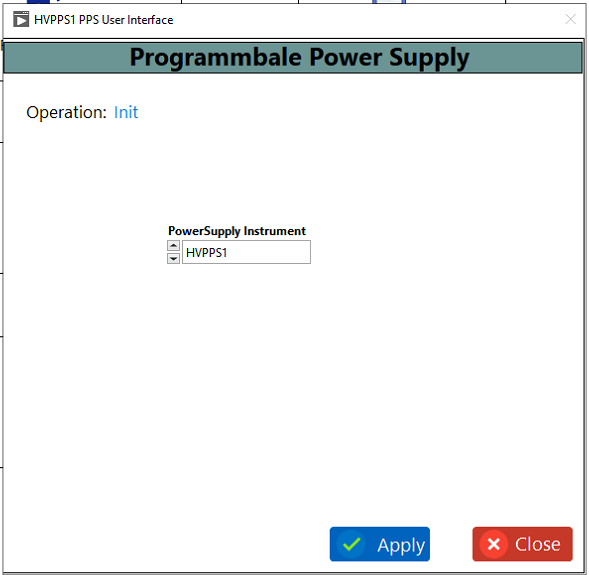 HVPPS1 PPS User Interface
Programmbale Power Supply
Operation: Init
PowerSupply Instrument
HVPPS1
Apply
Close